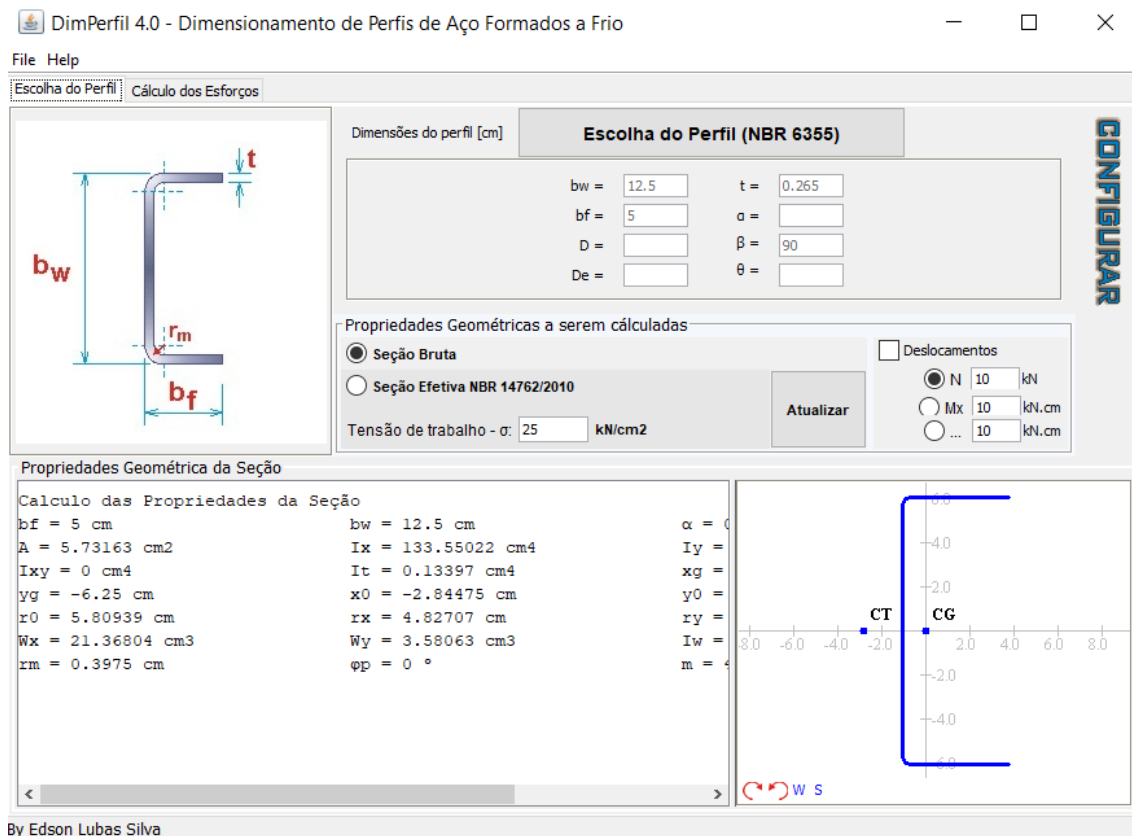 DimPerfil 4.0 - Dimensionamento de Perfis de Aço Formados a Frio
File Help
Escolha do Perfil Cálculo dos Esforços
t
bw
rm
bf
Dimensões do perfil [cm] Escolha do Perfil (NBR 6355)
bw = 12.5 t = 0.265
bf = 5 α =
D = β = 90
De = θ =
CONFIGURAR
Propriedades Geométricas a serem cálculadas
Seção Bruta
Seção Efetiva NBR 14762/2010
Tensão de trabalho - σ: 25 kN/cm2
Atualizar
Deslocamentos
N 10 kN
Mx 10 kN.cm
... 10 kN.cm
Propriedades Geométrica da Seção
Calculo das Propriedades da Seção
bf = 5 cm bw = 12.5 cm α =
A = 5.73163 cm2 Ix = 133.55022 cm4 Iy =
Ixy = 0 cm4 It = 0.13397 cm4 xg =
yg = -6.25 cm x0 = -2.84475 cm y0 =
r0 = 5.80939 cm rx = 4.82707 cm ry =
Wx = 21.36804 cm3 Wy = 3.58063 cm3 Iw =
rm = 0.3975 cm φp = 0 ° m = 4
6.0
4.0
2.0
CT CG
-8.0 -6.0 -4.0 -2.0 2.0 4.0 6.0 8.0
-2.0
-4.0
-6.0
W S
By Edson Lubas Silva